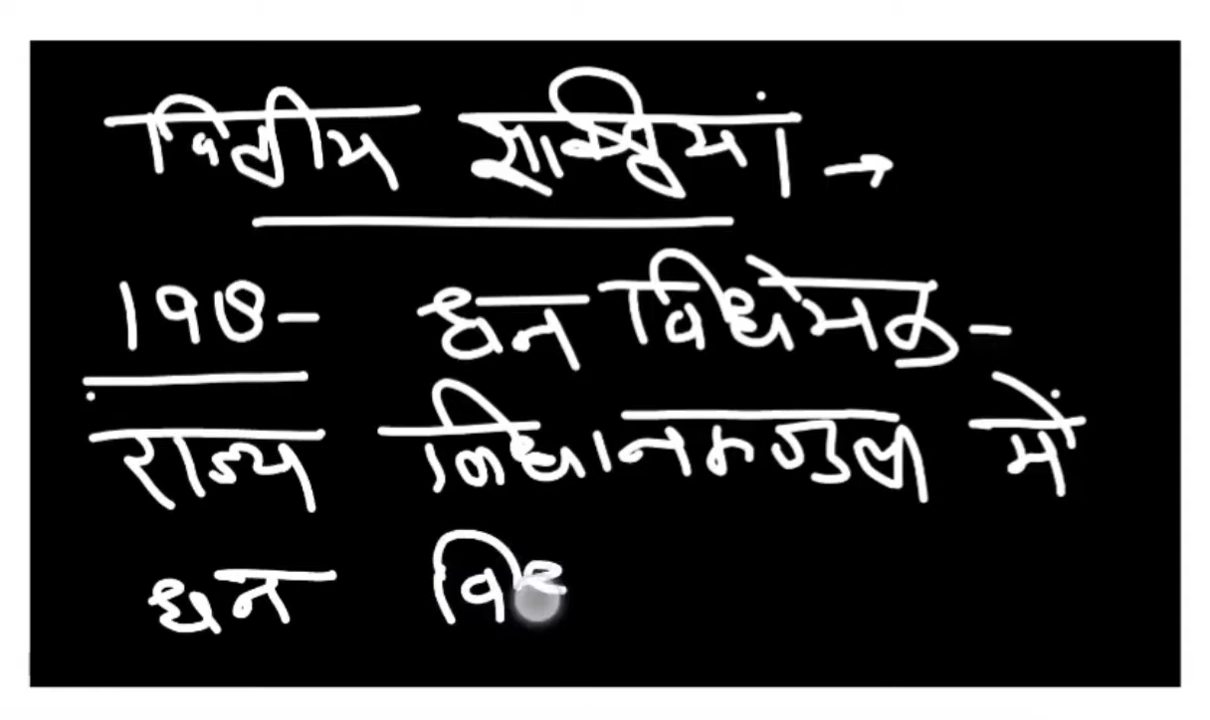 वित्तीय शक्तियां →
198- धन विधेयक-
राज्य विधानमण्डल में
धन विध